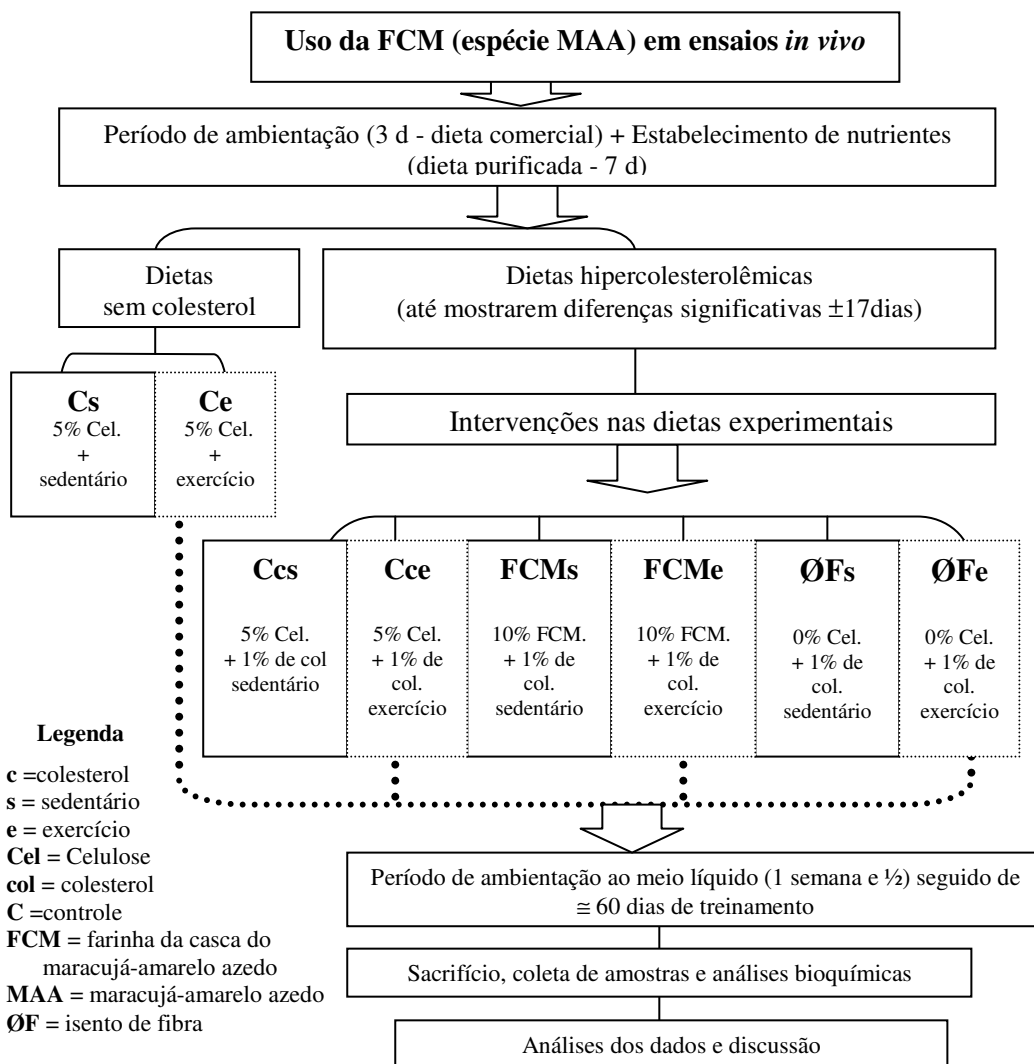 Uso da FCM (espécie MAA) em ensaios in vivo
Período de ambientação (3 d - dieta comercial) + Estabelecimento de nutrientes
(dieta purificada - 7 d)
Dietas
sem colesterol
Dietas hipercolesterolêmicas
(até mostrarem diferenças significativas ±17dias)
Cs
5% Cel.
+
sedentário
Ce
5% Cel.
+
exercício
Intervenções nas dietas experimentais
Ccs
5% Cel.
+ 1% de col
sedentário
Cce
5% Cel.
+ 1% de
col.
exercício
FCMs
10% FCM.
+ 1% de
col.
sedentário
FCMe
10% FCM.
+ 1% de
col.
exercício
ØFs
0% Cel.
+ 1% de
col.
sedentário
ØFe
0% Cel.
+ 1% de
col.
exercício
Legenda
c =colesterol
s = sedentário
e = exercício
Cel = Celulose
col = colesterol
C =controle
FCM = farinha da casca do
maracujá-amarelo azedo
MAA = maracujá-amarelo azedo
ØF = isento de fibra
Período de ambientação ao meio líquido (1 semana e ½) seguido de
≅ 60 dias de treinamento
Sacrifício, coleta de amostras e análises bioquímicas
Análises dos dados e discussão